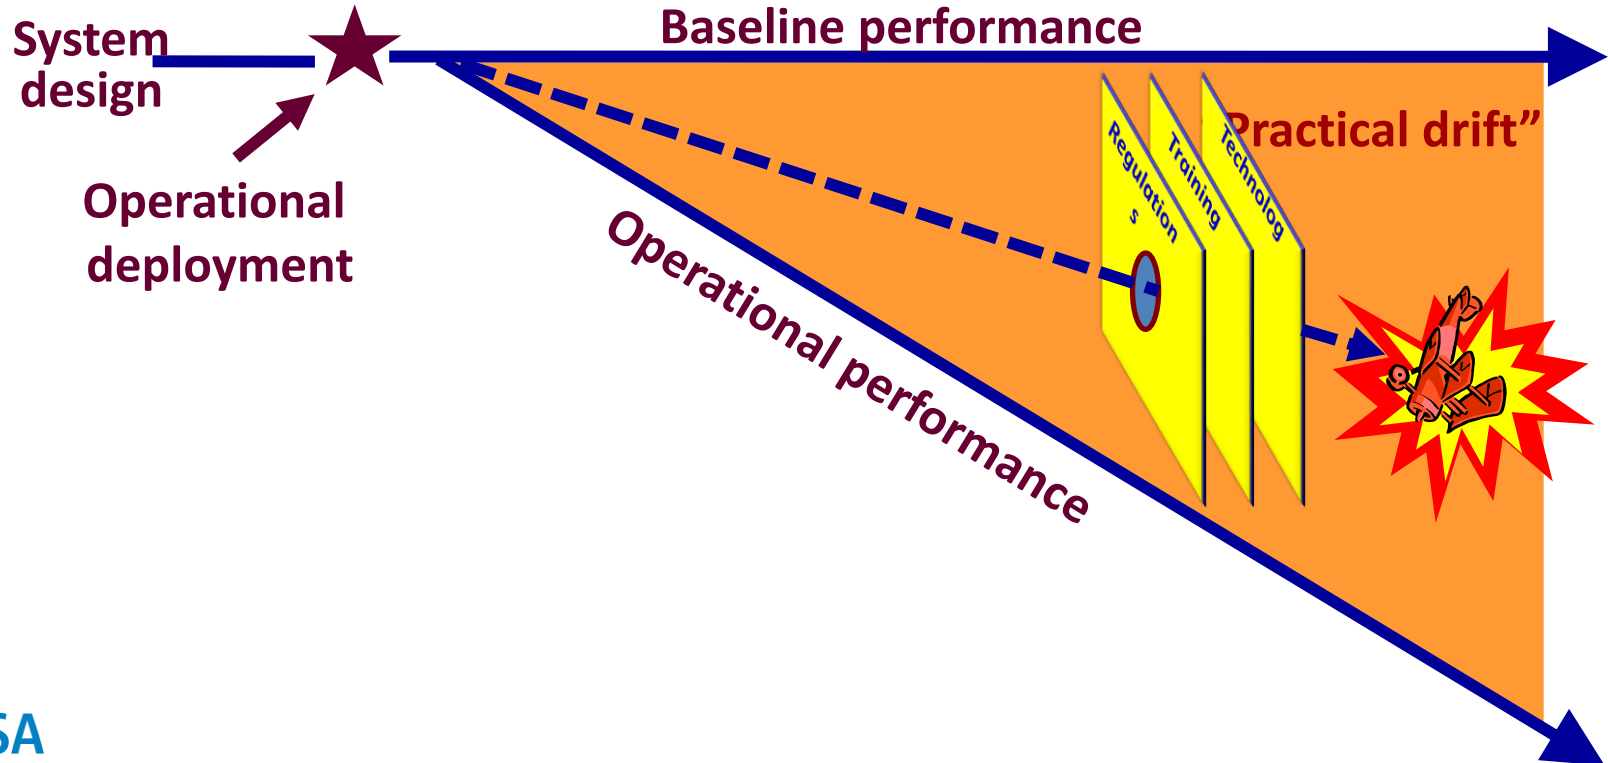 System
design
Baseline performance
Practical drift”
Operational
deployment
Regulation
s
Training
Technolog
Operational performance
SA